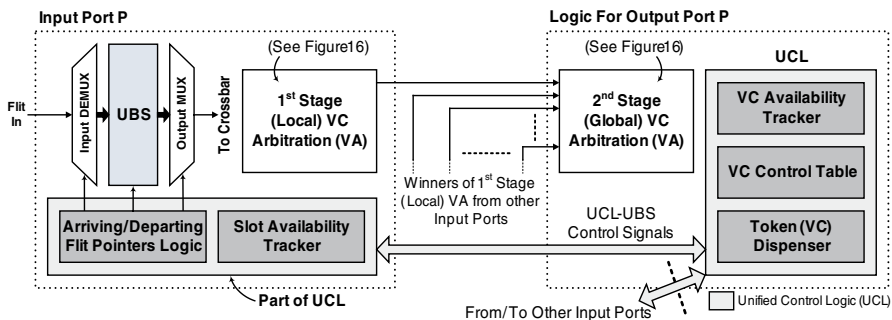 Input Port P
Logic For Output Port P
(See Figure16)
(See Figure16)
UCL
Flit
In
Input DEMUX
UBS
Output MUX
To Crossbar
1st Stage
(Local) VC
Arbitration (VA)
2nd Stage
(Global) VC
Arbitration (VA)
VC Availability
Tracker
VC Control Table
Token (VC)
Dispenser
Winners of 1st Stage
(Local) VA from other
Input Ports
Arriving/Departing
Flit Pointers Logic
Slot Availability
Tracker
UCL-UBS
Control Signals
Part of UCL
From/To Other Input Ports
Unified Control Logic (UCL)